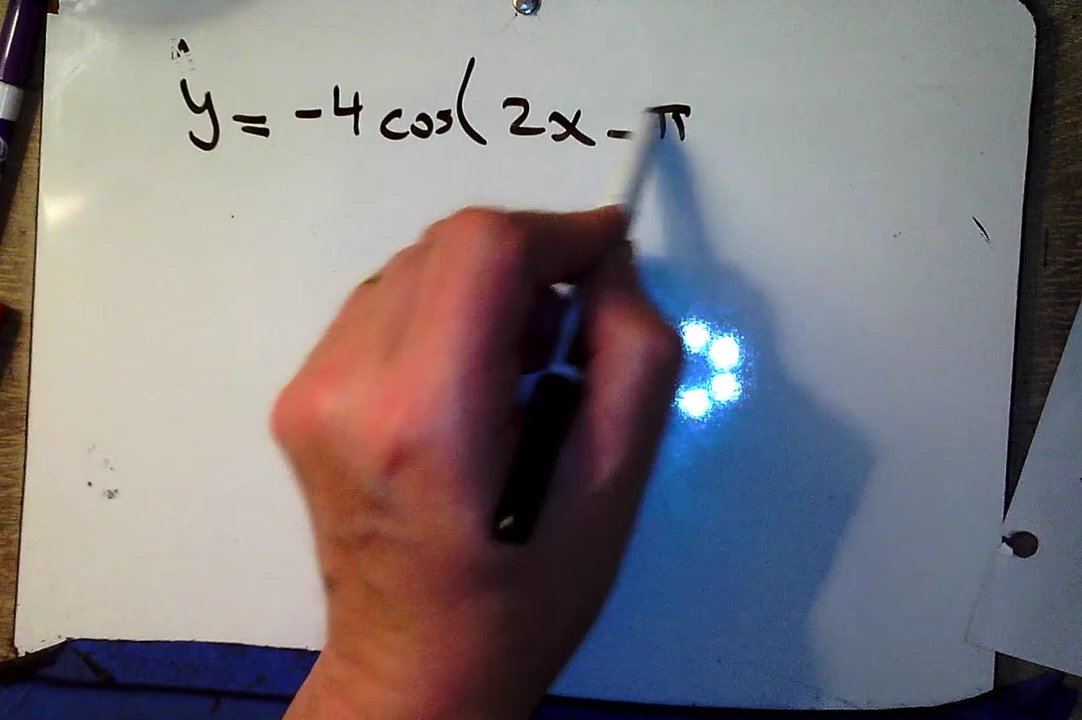 y = -4 cos( 2x - π